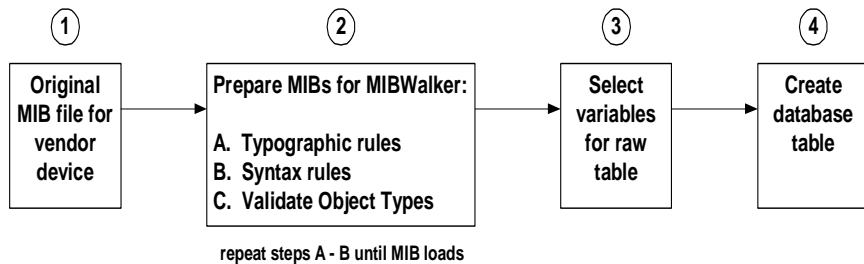 1
2
3
4
Original
MIB file for
vendor
device
Prepare MIBs for MIBWalker:
A. Typographic rules
B. Syntax rules
C. Validate Object Types
Select
variables
for raw
table
Create
database
table
repeat steps A - B until MIB loads